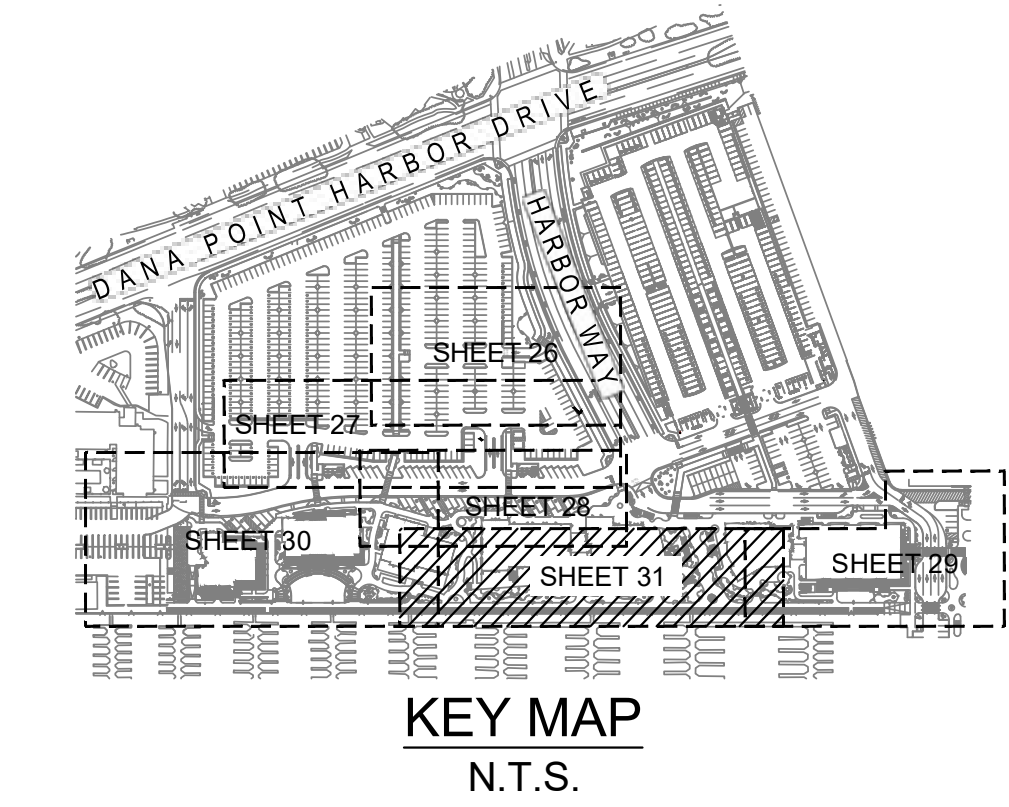 DANA POINT HARBOR DRIVE
HARBOR WAY
SHEET 26
SHEET 27
SHEET 28
SHEET 30
SHEET 29
SHEET 31
KEY MAP
N.T.S.